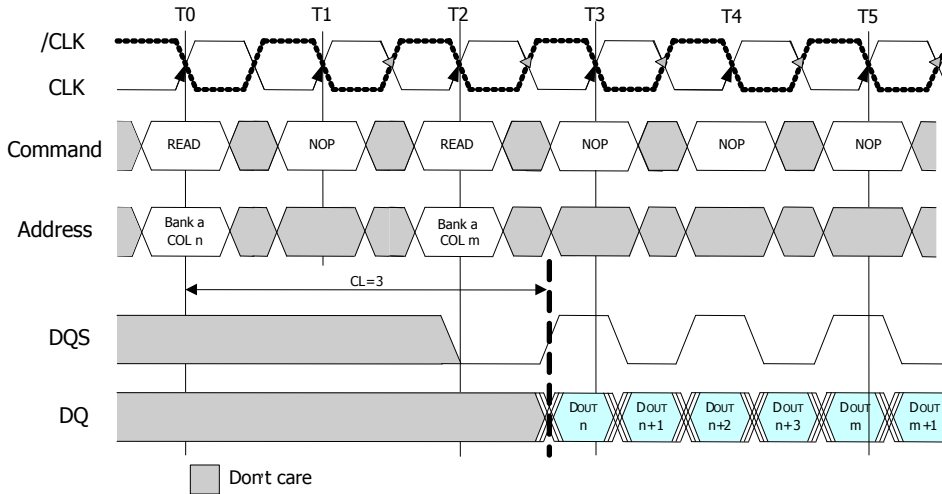 T0 T1 T2 T3 T4 T5
/CLK
CLK
Command READ NOP READ NOP NOP NOP
Address Bank a COL n Bank a COL m
CL=3
DQS
DQ DOUT n DOUT n+1 DOUT n+2 DOUT n+3 DOUT m DOUT m+1
Don't care